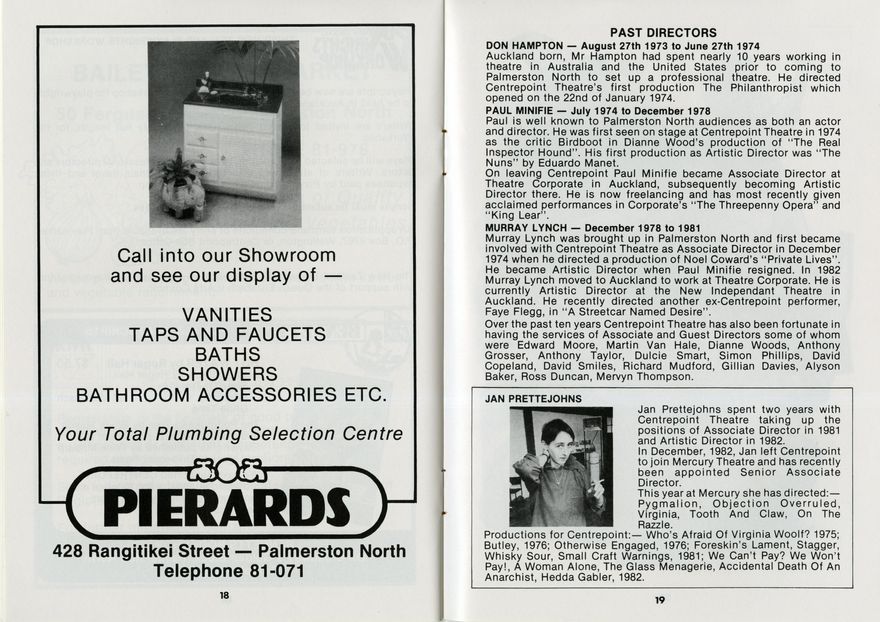 Call into our Showroom
and see our display of —
VANITIES
TAPS AND FAUCETS
BATHS
SHOWERS
BATHROOM ACCESSORIES ETC.
Your Total Plumbing Selection Centre
PIERARDS
428 Rangitikei Street — Palmerston North
Telephone 81-071
18
PAST DIRECTORS
DON HAMPTON — August 27th 1973 to June 27th 1974
Auckland born, Mr Hampton had spent nearly 10 years working in
theatre in Australia and the United States prior to coming to
Palmerston North to set up a professional theatre. He directed
Centrepoint Theatre's first production The Philanthropist which
opened on the 22nd of January 1974.
PAUL MINIFIE — July 1974 to December 1978
Paul is well known to Palmerston North audiences as both an actor
and director. He was first seen on stage at Centrepoint Theatre in 1974
as the critic Birdboot in Dianne Wood's production of "The Real
Inspector Hound". His first production as Artistic Director was "The
Nuns" by Eduardo Manet.
On leaving Centrepoint Paul Minifie became Associate Director at
Theatre Corporate in Auckland, subsequently becoming Artistic
Director there. He is now freelancing and has most recently given
acclaimed performances in Corporate's "The Threepenny Opera" and
"King Lear".
MURRAY LYNCH — December 1978 to 1981
Murray Lynch was brought up in Palmerston North and first became
involved with Centrepoint Theatre as Associate Director in December
1974 when he directed a production of Noel Coward's "Private Lives".
He became Artistic Director when Paul Minifie resigned. In 1982
Murray Lynch moved to Auckland to work at Theatre Corporate. He is
currently Artistic Director at the New Independant Theatre in
Auckland. He recently directed another ex-Centrepoint performer,
Faye Flegg, in "A Streetcar Named Desire".
Over the past ten years Centrepoint Theatre has also been fortunate in
having the services of Associate and Guest Directors some of whom
were Edward Moore, Martin Van Hale, Dianne Woods, Anthony
Grosser, Anthony Taylor, Dulcie Smart, Simon Phillips, David
Copeland, David Smiles, Richard Mudford, Gillian Davies, Alyson
Baker, Ross Duncan, Mervyn Thompson.
JAN PRETTEJOHNS
Jan Prettejohns spent two years with
Centrepoint Theatre taking up the
positions of Associate Director in 1981
and Artistic Director in 1982.
In December, 1982, Jan left Centrepoint
to join Mercury Theatre and has recently
been appointed Senior Associate
Director.
This year at Mercury she has directed:—
Pygmalion, Objection Overruled,
Virginia, Tooth And Claw, On The
Razzle.
Productions for Centrepoint:— Who's Afraid Of Virginia Woolf? 1975;
Butley, 1976; Otherwise Engaged, 1976; Foreskin's Lament, Stagger,
Whisky Sour, Small Craft Warnings, 1981; We Can't Pay? We Won't
Pay!, A Woman Alone, The Glass Menagerie, Accidental Death Of An
Anarchist, Hedda Gabler, 1982.
19